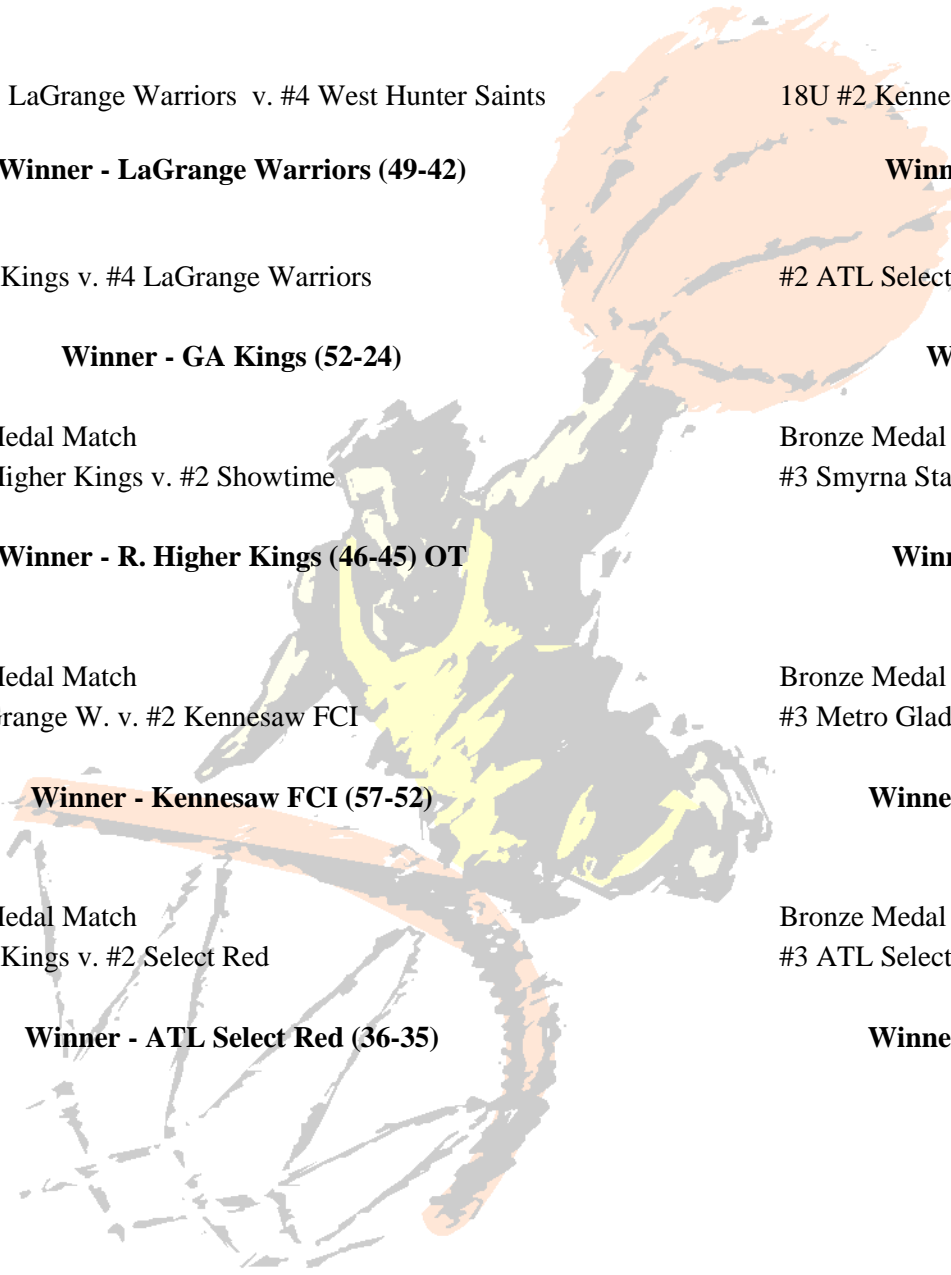 LaGrange Warriors v. #4 West Hunter Saints
Winner - LaGrange Warriors (49-42)
Kings v. #4 LaGrange Warriors
Winner - GA Kings (52-24)
Medal Match
Higher Kings v. #2 Showtime
Winner - R. Higher Kings (46-45) OT
Medal Match
Grange W. v. #2 Kennesaw FCI
Winner - Kennesaw FCI (57-52)
Medal Match
Kings v. #2 Select Red
Winner - ATL Select Red (36-35)
18U #2 Kenne
Winn
#2 ATL Select
W
Bronze Medal
#3 Smyrna Sta
Winn
Bronze Medal
#3 Metro Glad
Winne
Bronze Medal
#3 ATL Select
Winne